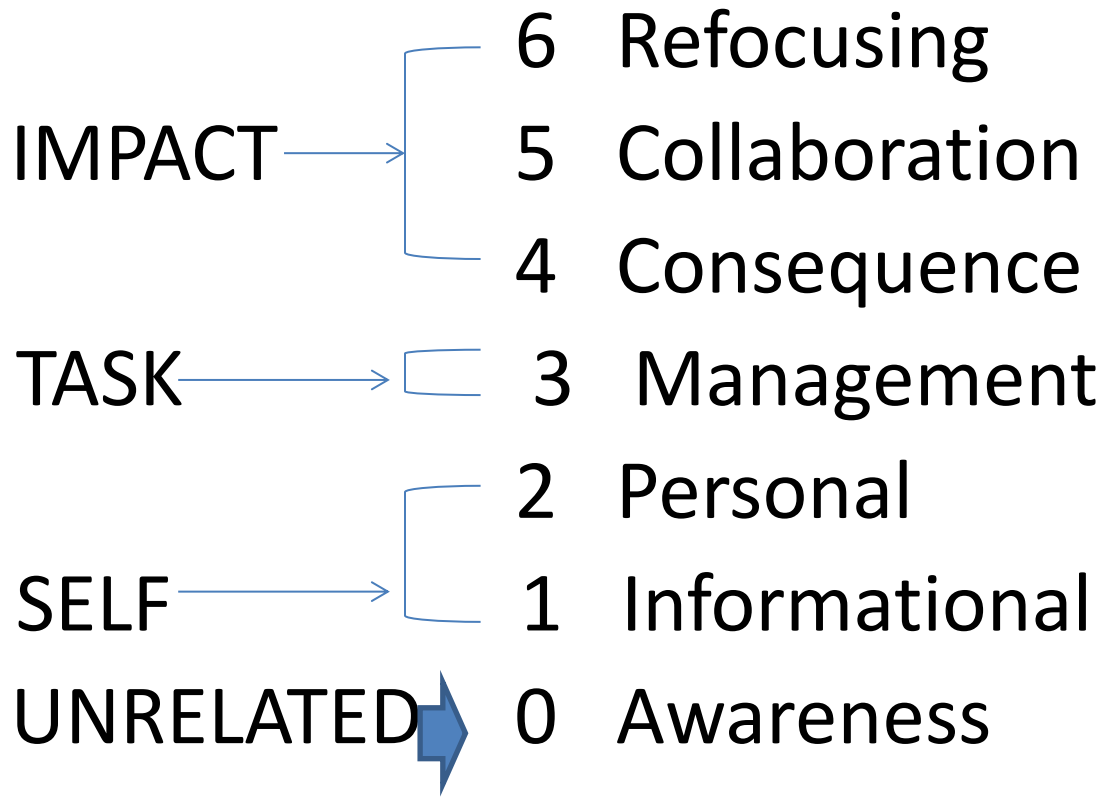 6 Refocusing
IMPACT 5 Collaboration
4 Consequence
TASK 3 Management
2 Personal
SELF 1 Informational
UNRELATED 0 Awareness